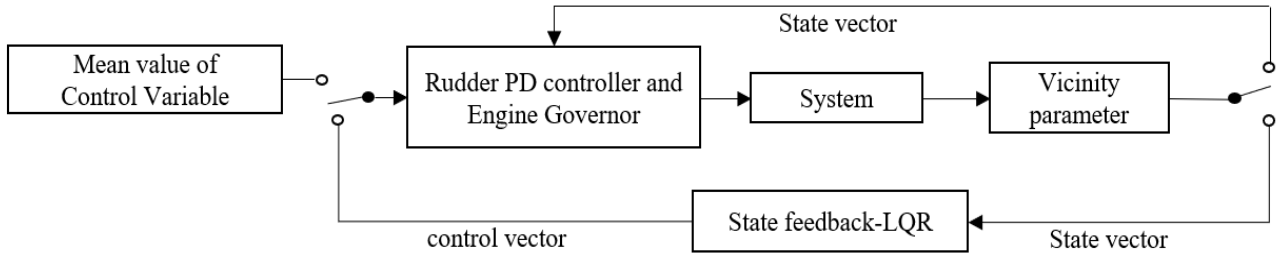 State vector
Mean value of
Control Variable
Rudder PD controller and
Engine Governor
System
Vicinity
parameter
State feedback-LQR
control vector
State vector